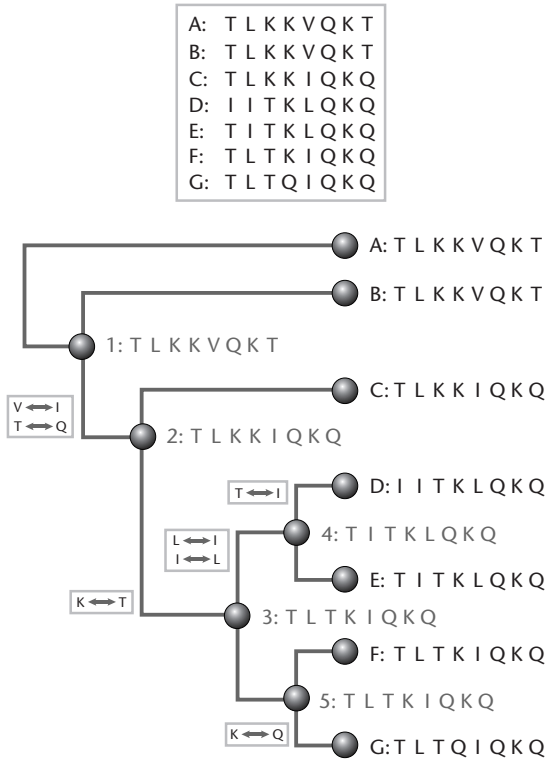 A: T L K K V Q K T
B: T L K K V Q K T
C: T L K K I Q K Q
D: I I T K L Q K Q
E: T I T K L Q K Q
F: T L T K I Q K Q
G: T L T Q I Q K Q
A: T L K K V Q K T
B: T L K K V Q K T
1: T L K K V Q K T
V ⟷ I
T ⟷ Q
C: T L K K I Q K Q
2: T L K K I Q K Q
D: I I T K L Q K Q
T ⟷ I
4: T I T K L Q K Q
L ⟷ I
I ⟷ L
E: T I T K L Q K Q
K ⟷ T
3: T L T K I Q K Q
F: T L T K I Q K Q
5: T L T K I Q K Q
K ⟷ Q
G: T L T Q I Q K Q